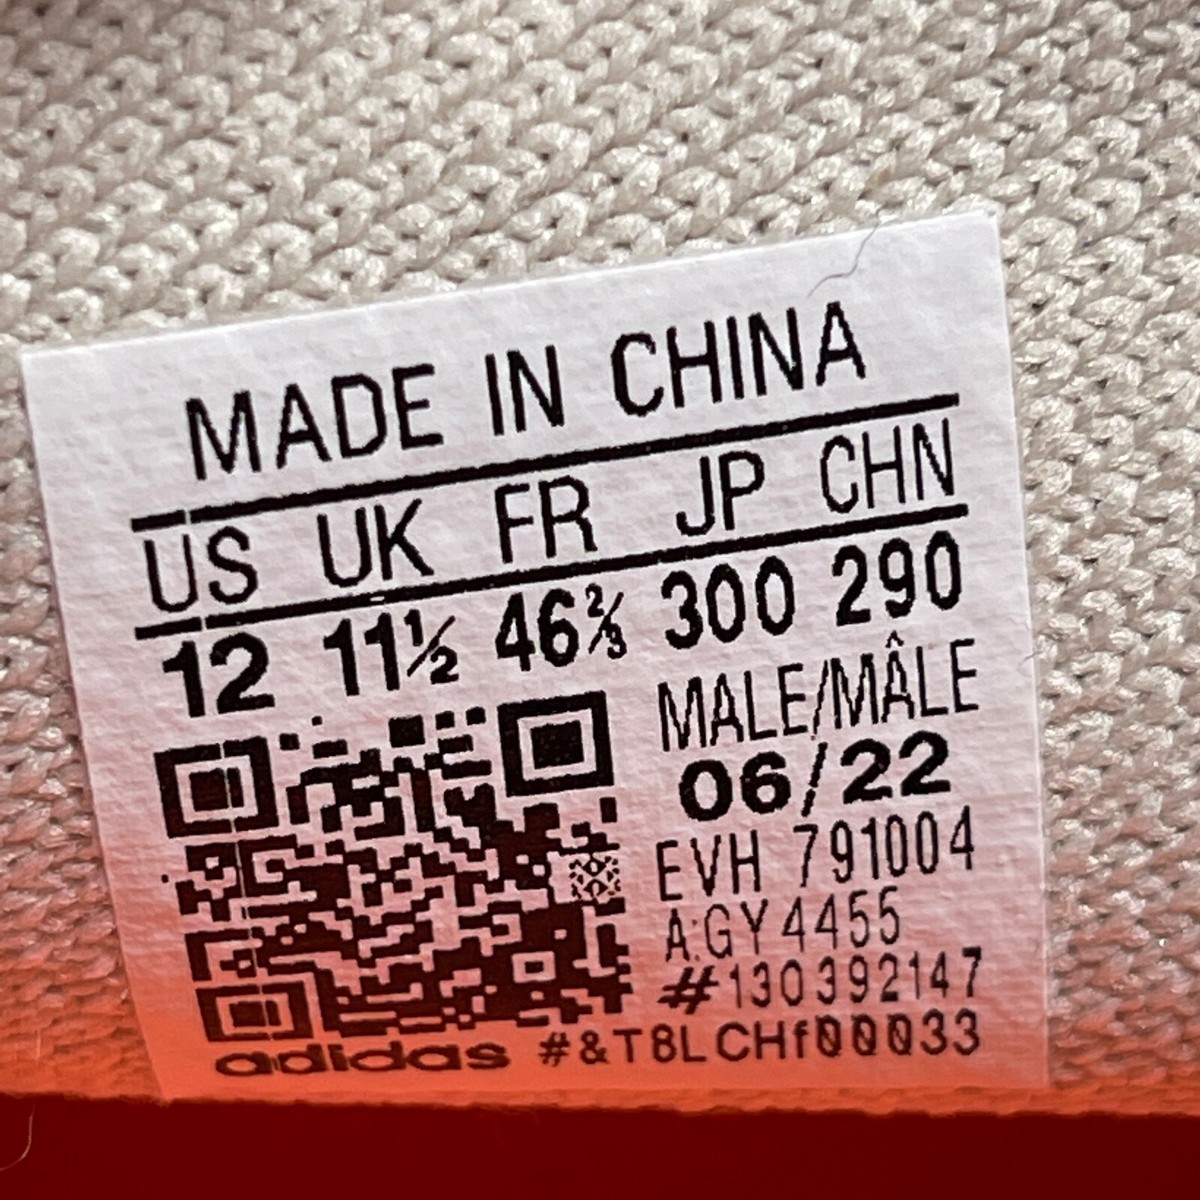 MADE IN CHINA
US UK FR JP CHN
12 11½ 46⅔ 300 290
MALE/MÂLE
06/22
EVH 791004
A:GY4455
#130392147
adidas #&T8LCHf00033